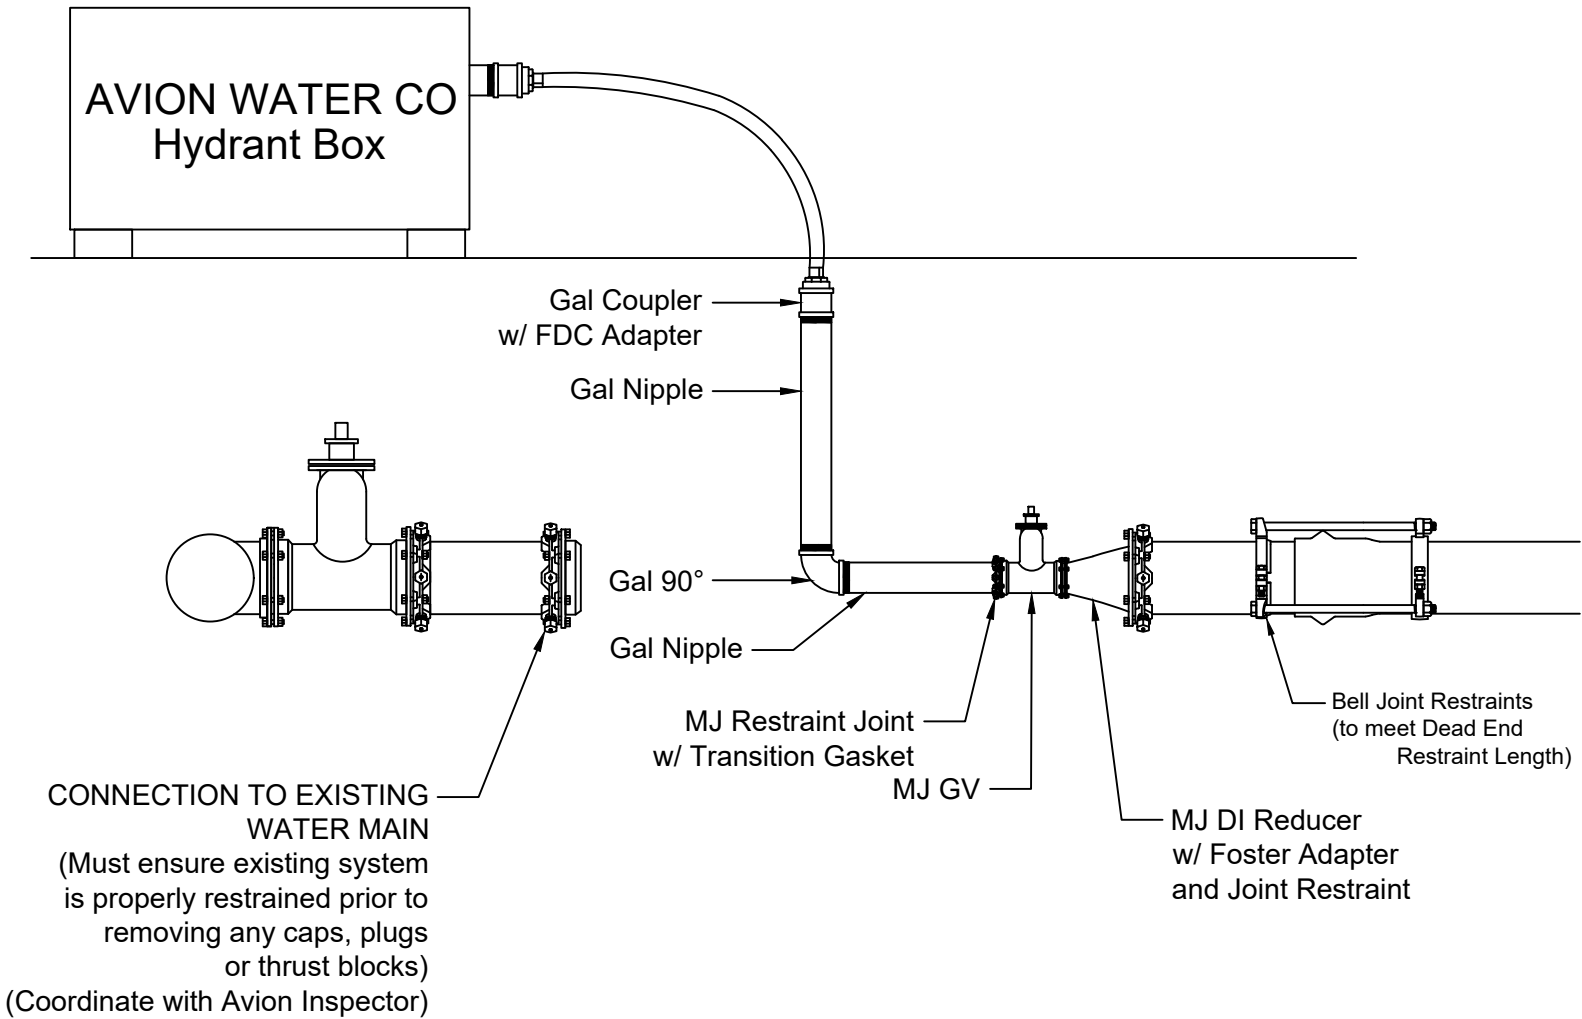 AVION WATER CO
Hydrant Box
Gal Coupler
w/ FDC Adapter
Gal Nipple
Gal 90°
Gal Nipple
MJ Restraint Joint
w/ Transition Gasket
MJ GV
Bell Joint Restraints
(to meet Dead End
Restraint Length)
MJ DI Reducer
w/ Foster Adapter
and Joint Restraint
CONNECTION TO EXISTING
WATER MAIN
(Must ensure existing system
is properly restrained prior to
removing any caps, plugs
or thrust blocks)
(Coordinate with Avion Inspector)